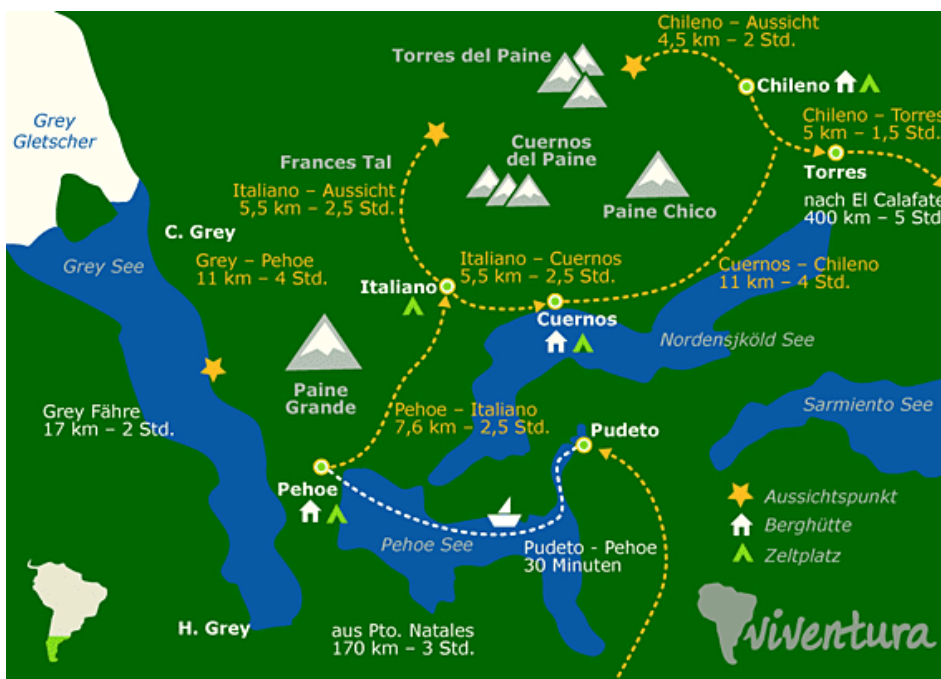 Chileno – Aussicht
4,5 km – 2 Std.
Torres del Paine
Chileno
Grey
Gletscher
Chileno – Torres
5 km – 1,5 Std.
Cuernos
del Paine
Frances Tal
Torres
Italiano – Aussicht
5,5 km – 2,5 Std.
Paine Chico
nach El Calafate
400 km – 5 Std.
C. Grey
Grey See
Grey – Pehoe
11 km – 4 Std.
Italiano – Cuernos
5,5 km – 2,5 Std.
Cuernos – Chileno
11 km – 4 Std.
Italiano
Cuernos
Nordensjköld See
Paine
Grande
Sarmiento See
Grey Fähre
17 km – 2 Std.
Pehoe – Italiano
7,6 km – 2,5 Std.
Pudeto
Pehoe
Aussichtspunkt
Berghütte
Zeltplatz
Pehoe See
Pudeto - Pehoe
30 Minuten
H. Grey
aus Pto. Natales
170 km – 3 Std.
viventura